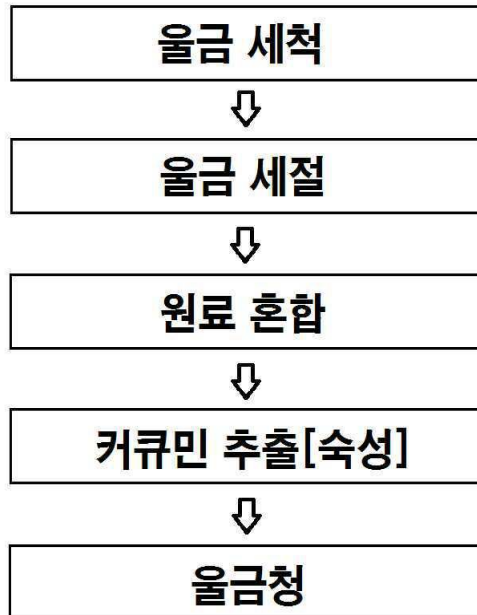 울금 세척
울금 세절
원료 혼합
커큐민 추출[숙성]
울금청